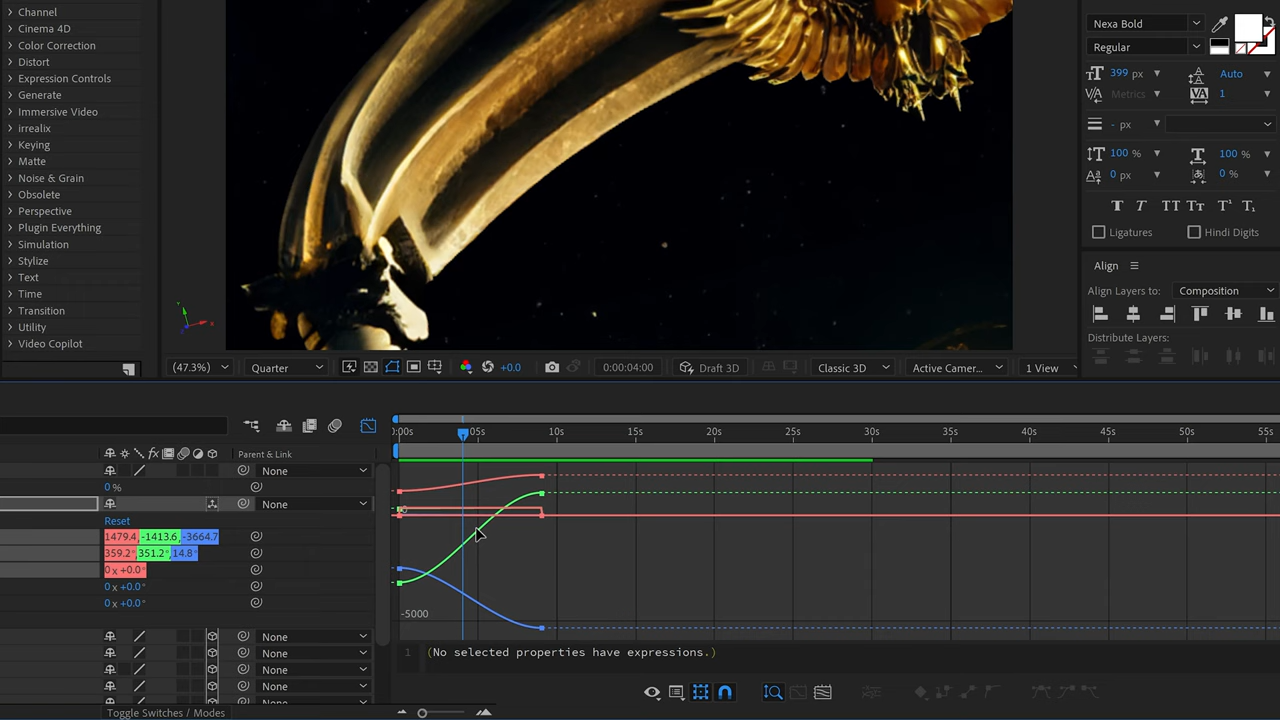 Channel
Cinema 4D
Color Correction
Distort
Expression Controls
Generate
Immersive Video
irrealix
Keying
Matte
Noise & Grain
Obsolete
Perspective
Plugin Everything
Simulation
Stylize
Text
Time
Transition
Utility
Video Copilot
(47.3%)
Quarter
+0.0
0:00:04:00
Draft 3D
Classic 3D
Active Camer...
1 View
Nexa Bold
Regular
399 px
Auto
Metrics
1
- px
100 %
100 %
0 px
0 %
Ligatures
Hindi Digits
Align
Align Layers to:
Composition
Distribute Layers:
Parent & Link
None
0 %
None
Reset
1479.4, -1413.6, -3664.7
359.2°, 351.2°, 14.8°
0 x +0.0°
0 x +0.0°
0 x +0.0°
None
None
None
None
Toggle Switches / Modes
0:00s
05s
10s
15s
20s
25s
30s
35s
40s
45s
50s
55s
-5000
1
(No selected properties have expressions.)